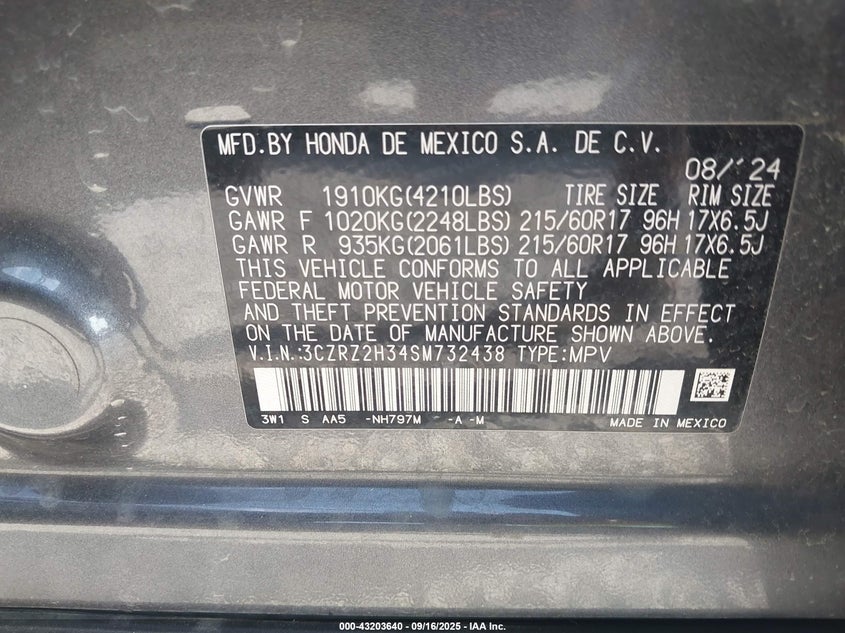 MFD.BY HONDA DE MEXICO S.A. DE C.V.
08/'24
GVWR 1910KG(4210LBS) TIRE SIZE RIM SIZE
GAWR F 1020KG(2248LBS) 215/60R17 96H 17X6.5J
GAWR R 935KG(2061LBS) 215/60R17 96H 17X6.5J
THIS VEHICLE CONFORMS TO ALL APPLICABLE
FEDERAL MOTOR VEHICLE SAFETY
AND THEFT PREVENTION STANDARDS IN EFFECT
ON THE DATE OF MANUFACTURE SHOWN ABOVE.
V.I.N.:3CZRZ2H34SM732438 TYPE:MPV
3W1 S AA5 -NH797M -A-M
MADE IN MEXICO
000-43203640 - 09/16/2025 - IAA Inc.